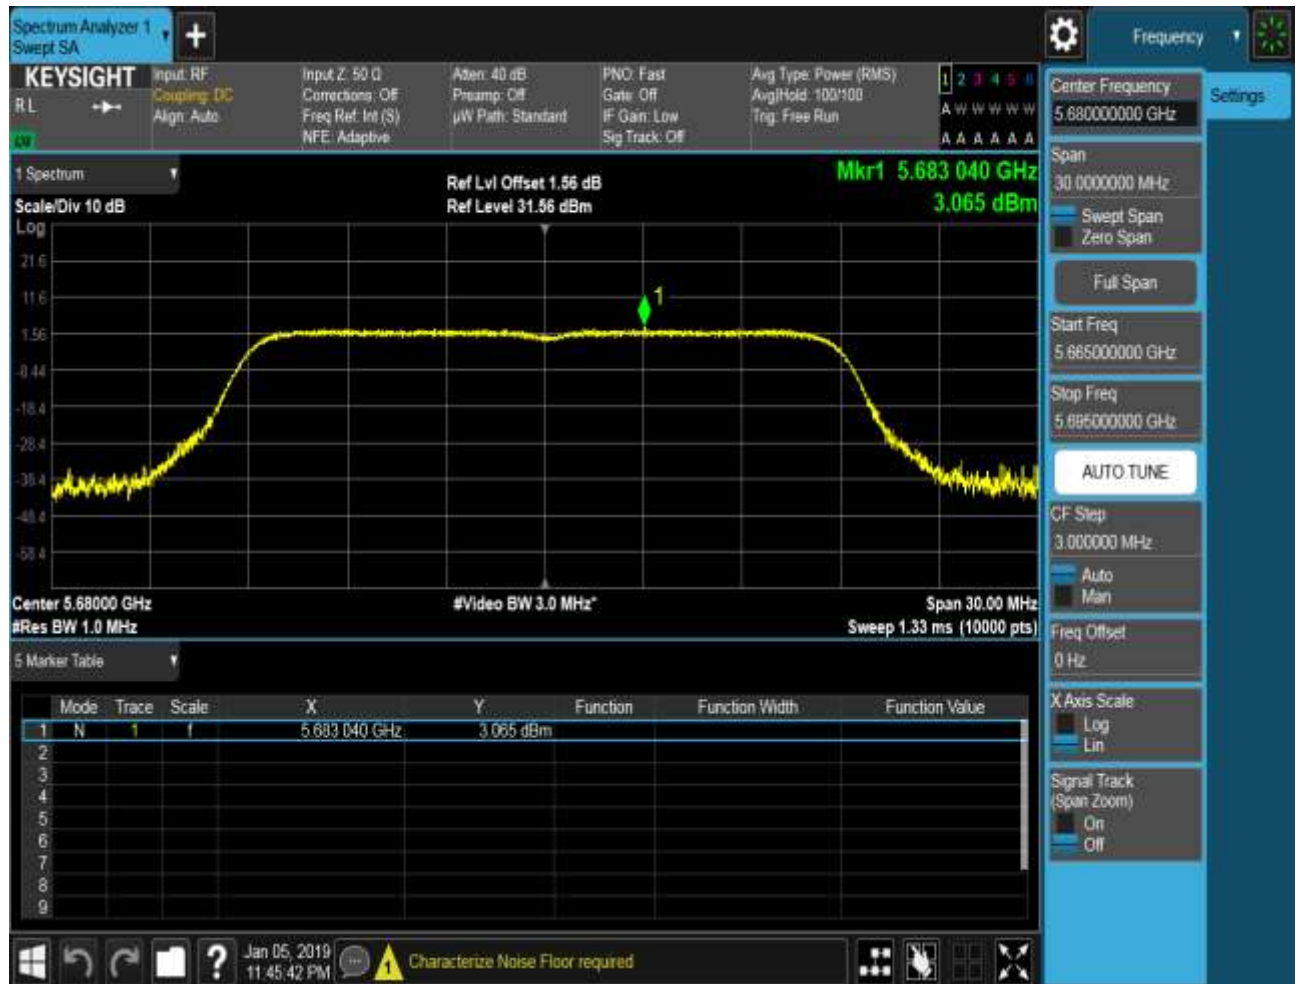 Spectrum Analyzer 1
Swept SA
Frequency
KEYSIGHT
Input: RF
Input Z: 50 Ω
Atten: 40 dB
PNO: Fast
Avg Type: Power (RMS)
1 2 3 4 5 6
R L
Coupling: DC
Corrections: Off
Preamp: Off
Gate: Off
Avg|Hold: 100/100
A W W W W W
Align: Auto
Freq Ref: Int (S)
µW Path: Standard
IF Gain: Low
Trig: Free Run
NFE: Adaptive
Sig Track: Off
A A A A A A
Center Frequency
5.680000000 GHz
Settings
1 Spectrum
Ref Lvl Offset 1.56 dB
Mkr1 5.683 040 GHz
Scale/Div 10 dB
Ref Level 31.56 dBm
3.065 dBm
Log
21.6
11.6
1.56
-8.44
-18.4
-28.4
-38.4
-48.4
-58.4
1
Center 5.68000 GHz
#Video BW 3.0 MHz*
Span 30.00 MHz
#Res BW 1.0 MHz
Sweep 1.33 ms (10000 pts)
Span
30.0000000 MHz
Swept Span
Zero Span
Full Span
Start Freq
5.665000000 GHz
Stop Freq
5.695000000 GHz
AUTO TUNE
CF Step
3.000000 MHz
Auto
Man
Freq Offset
0 Hz
X Axis Scale
Log
Lin
Signal Track
(Span Zoom)
On
Off
5 Marker Table
Mode Trace Scale X Y Function Function Width Function Value
1 N 1 f 5.683 040 GHz 3.065 dBm
2
3
4
5
6
7
8
9
?
Jan 05, 2019
11:45:42 PM
1
Characterize Noise Floor required